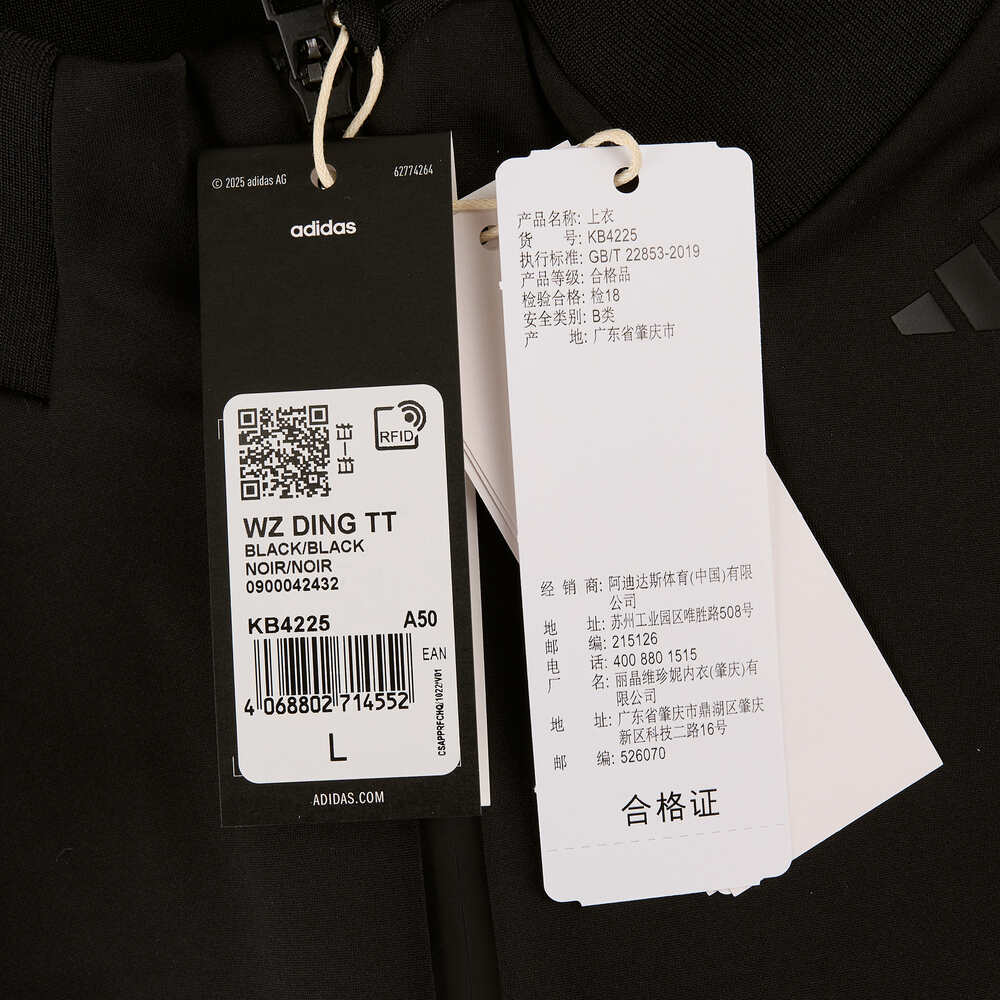 © 2025 adidas AG
62774264
adidas
扫一扫
RFID
WZ DING TT
BLACK/BLACK
NOIR/NOIR
0900042432
KB4225 A50
EAN
4 068802 714552
CSAPPRFCHQ/1022*V01
L
ADIDAS.COM
产品名称: 上衣
货 号: KB4225
执行标准: GB/T 22853-2019
产品等级: 合格品
检验合格: 检18
安全类别: B类
产 地: 广东省肇庆市
经 销 商: 阿迪达斯体育(中国)有限
公司
地 址: 苏州工业园区唯胜路508号
邮 编: 215126
电 话: 400 880 1515
厂 名: 丽晶维珍妮内衣(肇庆)有
限公司
地 址: 广东省肇庆市鼎湖区肇庆
新区科技二路16号
邮 编: 526070
合格证